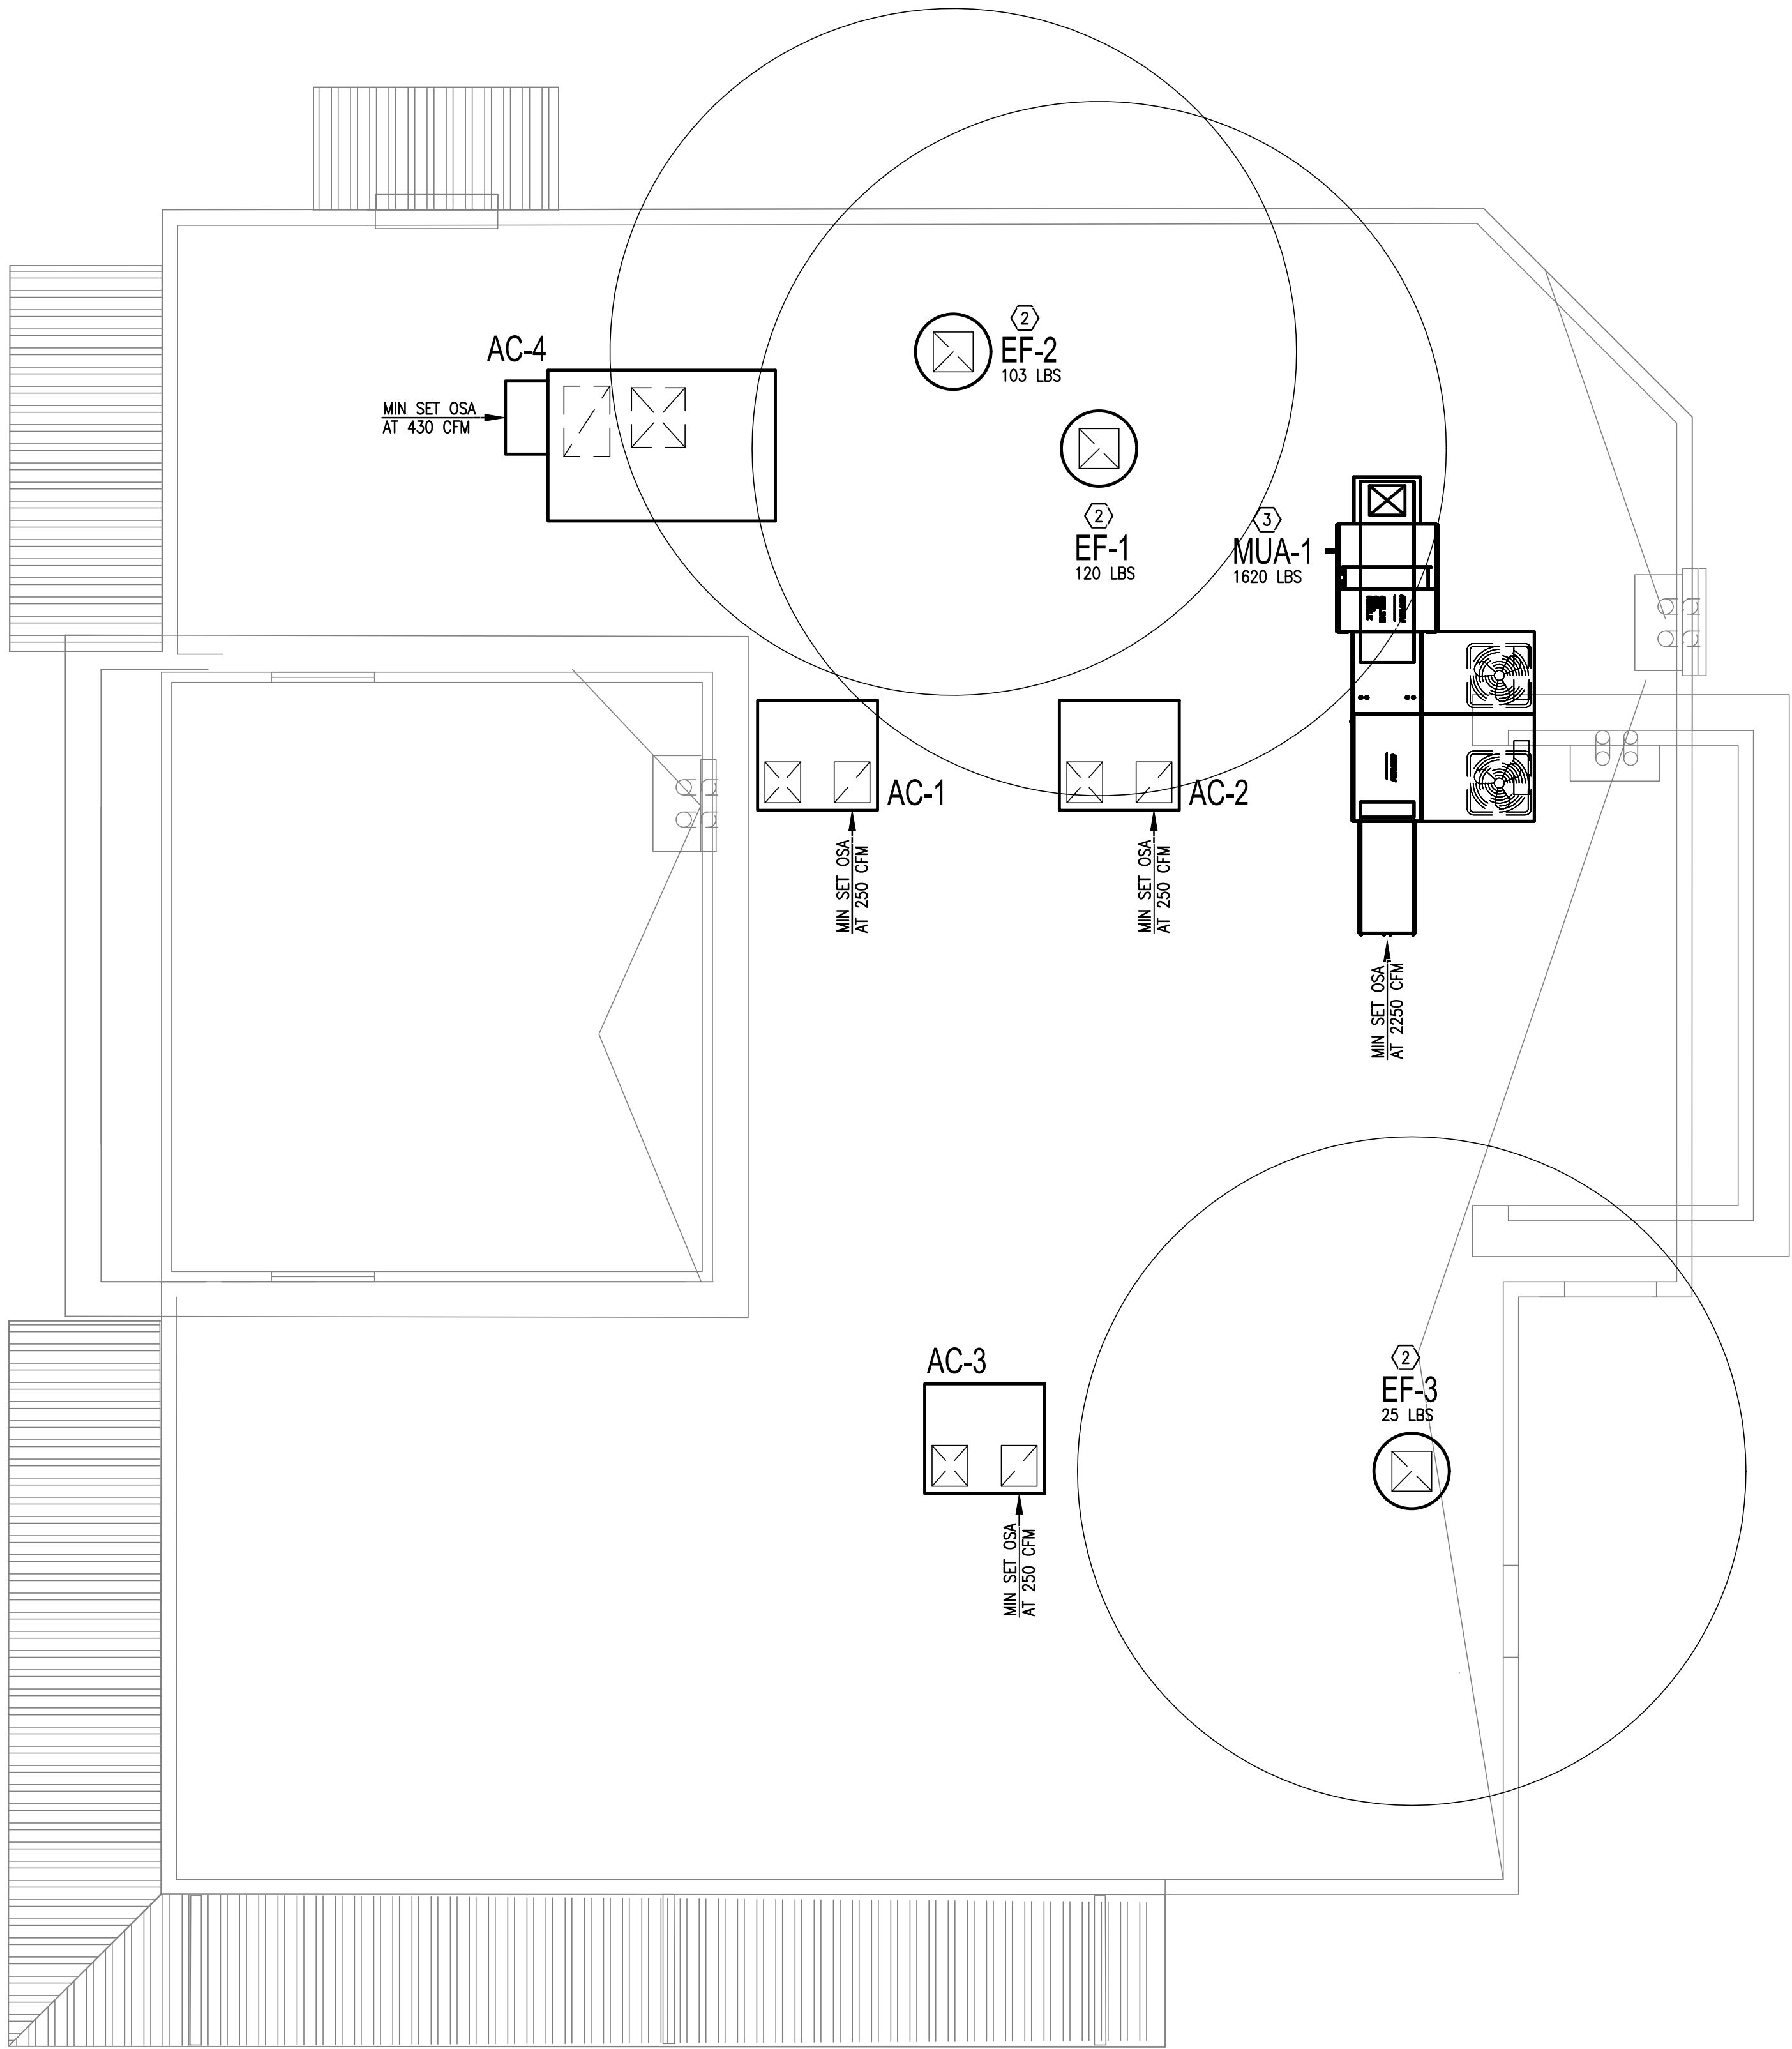 2
EF-2
103 LBS
AC-4
MIN SET OSA
AT 430 CFM
2
EF-1
120 LBS
3
MUA-1
1620 LBS
AC-1
MIN SET OSA
AT 250 CFM
AC-2
MIN SET OSA
AT 250 CFM
MIN SET OSA
AT 2250 CFM
AC-3
MIN SET OSA
AT 250 CFM
2
EF-3
25 LBS